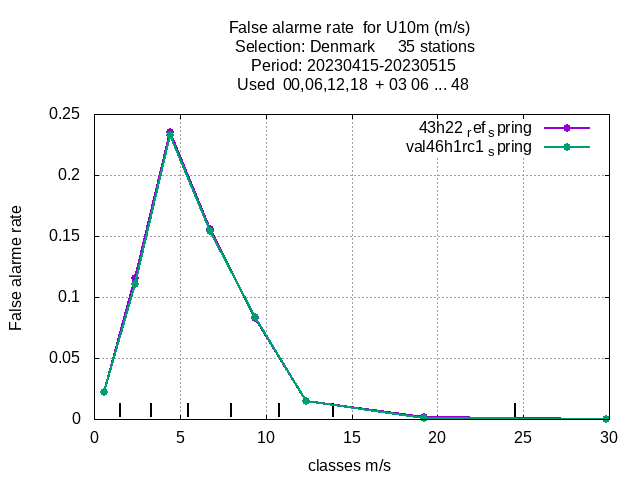 False alarme rate for U10m (m/s)
Selection: Denmark 35 stations
Period: 20230415-20230515
Used 00,06,12,18 + 03 06 ... 48
0.25
0.2
0.15
0.1
0.05
0
False alarme rate
43h22 ref spring
val46h1rc1 spring
0 5 10 15 20 25 30
classes m/s